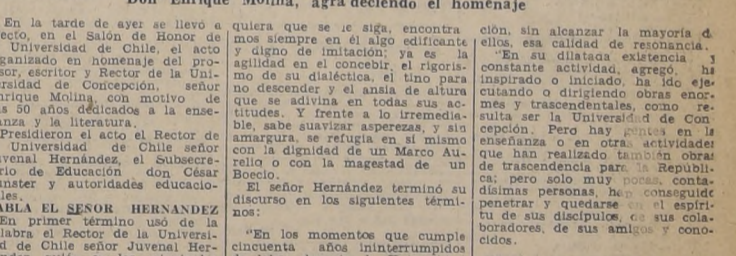 Don Enrique Molina, agradeciendo el homenaje
En la tarde de ayer se llevó a
ecto, en el Salón de Honor de
Universidad de Chile, el acto
ganizado en homenaje del pro-
sor, escritor y Rector de la Uni-
rsidad de Concepción, señor
nrique Molina, con motivo de
s 50 años dedicados a la ense-
anza y la literatura.
Presidieron el acto el Rector de
Universidad de Chile señor
uvenal Hernández, el Subsecre-
rio de Educación don César
unster y autoridades educacio-
les.
ABLA EL SEÑOR HERNANDEZ
En primer término usó de la
labra el Rector de la Universi-
d de Chile señor Juvenal Her-
quiera que se le siga, encontra
mos siempre en él algo edificante
y digno de imitación; ya es la
agilidad en el concebir, el rigoris-
mo de su dialéctica, el tino para
no descender y el ansia de altura
que se adivina en todas sus ac-
titudes. Y frente a lo irremedia-
ble, sabe suavizar asperezas, y sin
amargura, se refugia en sí mismo
con la dignidad de un Marco Au-
relio o con la magestad de un
Boecio.
El señor Hernández terminó su
discurso en los siguientes térmi-
nos:
"En los momentos que cumple
cincuenta años ininterrumpidos
ción, sin alcanzar la mayoría d
ellos, esa calidad de resonancia.
"En su dilatada existencia y
constante actividad, agregó, ha
inspirado o iniciado, ha ido eje-
cutando o dirigiendo obras enor-
mes y trascendentales, como re-
sulta ser la Universidad de Con
cepción. Pero hay gentes en la
enseñanza o en otras actividades
que han realizado también obras
de trascendencia para la Repúbli-
ca; pero solo muy pocas, conta-
dísimas personas, han conseguido
penetrar y quedarse en el espíri-
tu de sus discípulos, de sus cola-
boradores, de sus amigos y cono-
cidos.